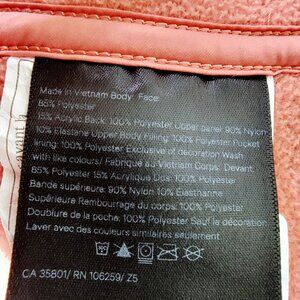 Made in Vietnam Body: Face:
85% Polyester
15% Acrylic Back: 100% Polyester Upper panel: 90% Nylon
10% Elastane Upper Body Filling: 100% Polyester Pocket
lining: 100% Polyester Exclusive of decoration Wash
with like colours/ Fabriqué au Vietnam Corps: Devant:
85% Polyester 15% Acrylique Dos: 100% Polyester
Bande supérieure: 90% Nylon 10% Élasthanne
Supérieure Rembourrage du corps: 100% Polyester
Doublure de la poche: 100% Polyester Sauf la décoration
Laver avec des couleurs similaires seulement
CA 35801/ RN 106259/ Z5
avant la